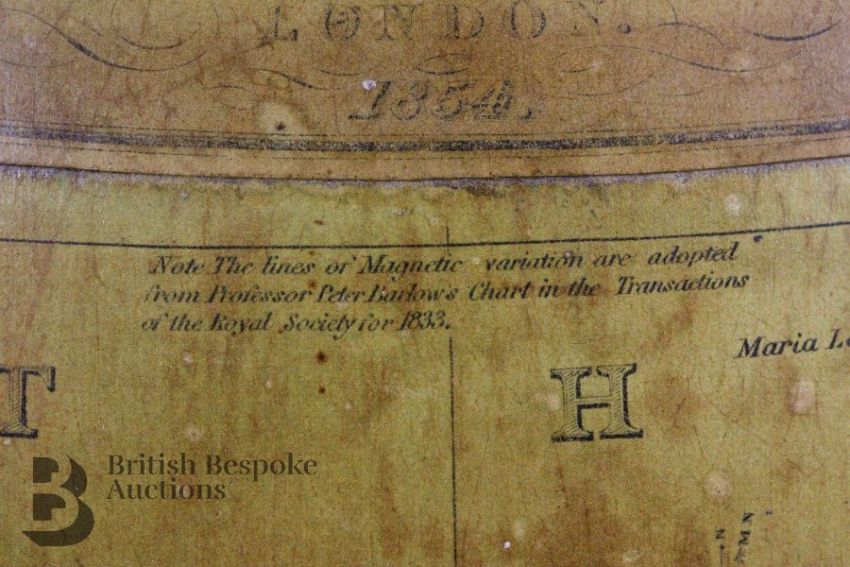 LONDON.
1854.
Note The lines of Magnetic variation are adopted
from Professor Peter Barlow's Chart in the Transactions
of the Royal Society for 1833.
Maria
T H
British Bespoke
Auctions
N
MN